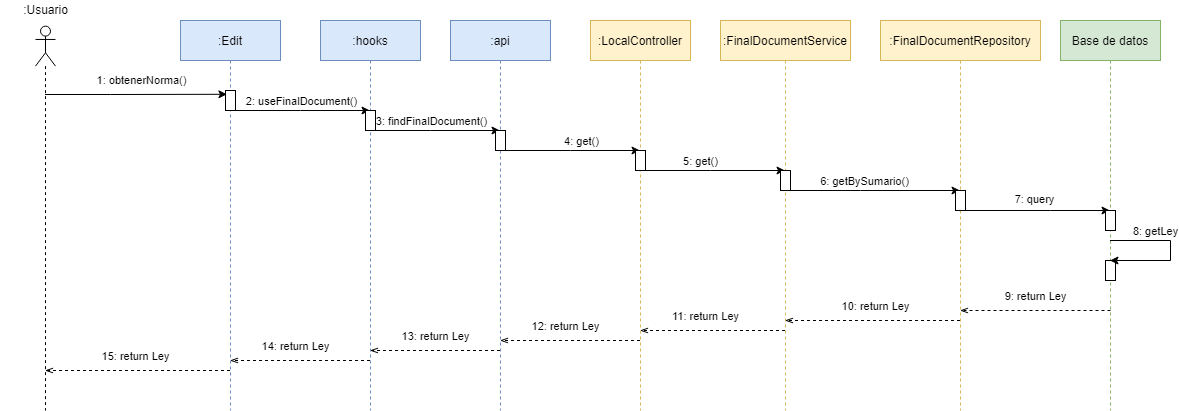 :Usuario
:Edit
:hooks
:api
:LocalController
:FinalDocumentService
:FinalDocumentRepository
Base de datos
1: obtenerNorma()
2: useFinalDocument()
3: findFinalDocument()
4: get()
5: get()
6: getBySumario()
7: query
8: getLey
9: return Ley
10: return Ley
11: return Ley
12: return Ley
13: return Ley
14: return Ley
15: return Ley